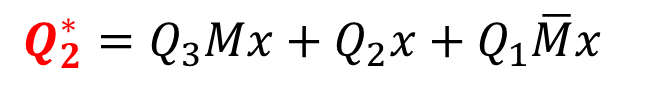 Q₂* = Q₃Mx + Q₂x + Q₁M̅x